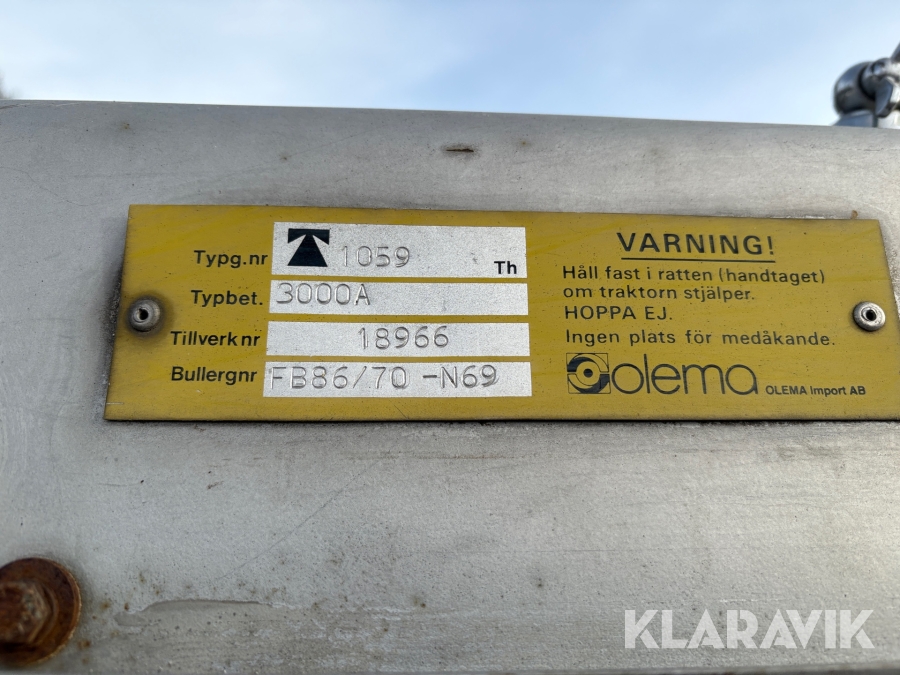 Typg.nr 1059 Th
Typbet. 3000A
Tillverknr 18966
Bullergnr FB86/70 -N69
VARNING!
Håll fast i ratten (handtaget)
om traktorn stjälper.
HOPPA EJ.
Ingen plats för medåkande.
olema OLEMA Import AB
KLARAVIK